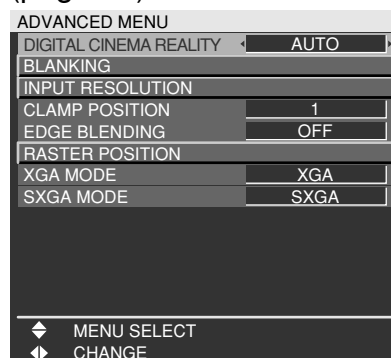 ADVANCED MENU
DIGITAL CINEMA REALITY AUTO
BLANKING
INPUT RESOLUTION
CLAMP POSITION 1
EDGE BLENDING OFF
RASTER POSITION
XGA MODE XGA
SXGA MODE SXGA
MENU SELECT
CHANGE